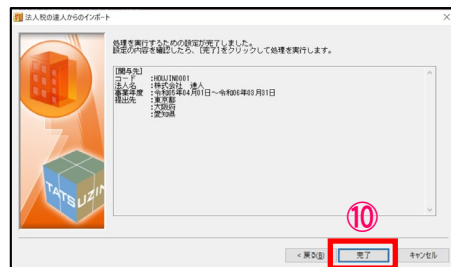 法人税の達人からのインポート
処理を実行するための設定が完了しました。
設定の内容を確認したら、[完了]をクリックして処理を実行します。
[関与先]
コード :HOUJIN0001
法人名 :株式会社 達人
事業年度 :令和05年04月01日~令和06年03月31日
提出先 :東京都
:大阪府
:愛知県
TATSUZIN
⑩
< 戻る(B)
完了
キャンセル